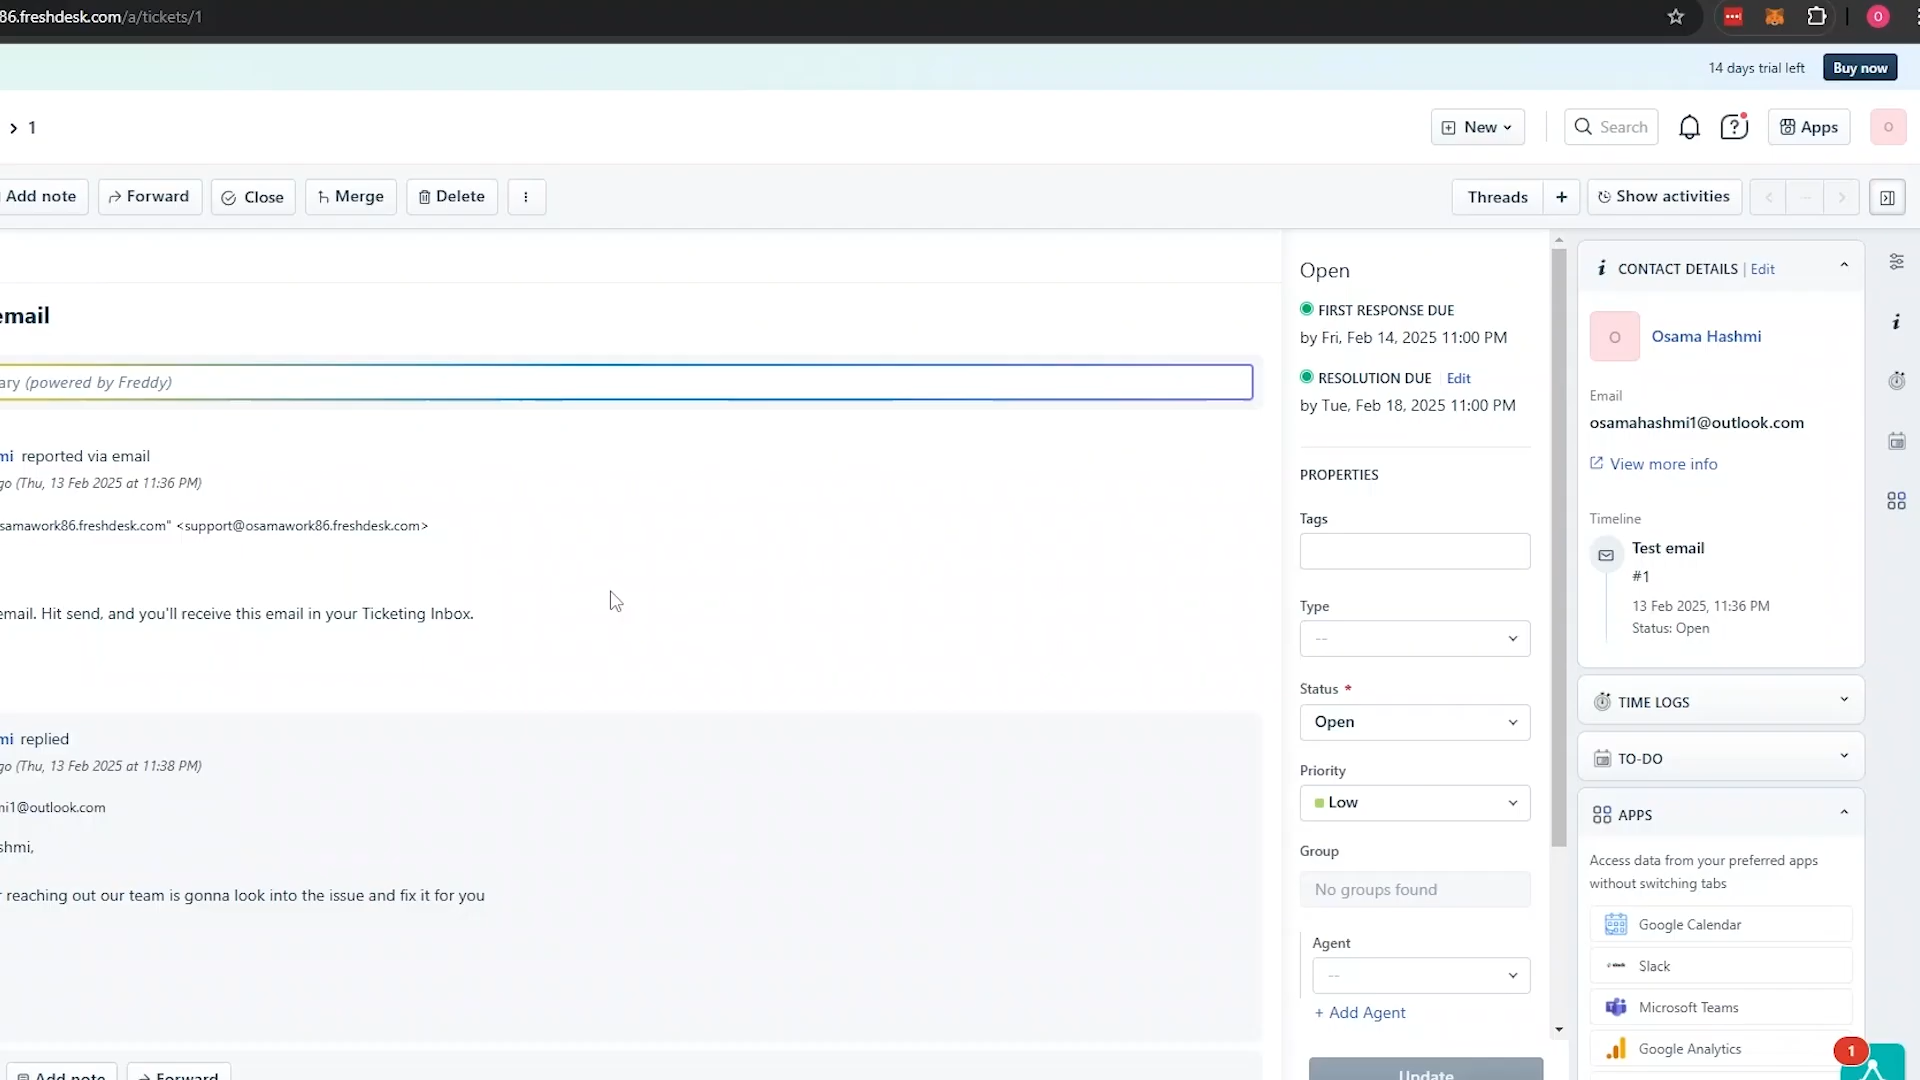 86.freshdesk.com/a/tickets/1
14 days trial left
Buy now
1
New
Search
Apps
O
Add note
Forward
Close
Merge
Delete
Threads
+
Show activities
email
ary (powered by Freddy)
mi reported via email
go (Thu, 13 Feb 2025 at 11:36 PM)
samawork86.freshdesk.com" <support@osamawork86.freshdesk.com>
email. Hit send, and you'll receive this email in your Ticketing Inbox.
mi replied
go (Thu, 13 Feb 2025 at 11:38 PM)
mi1@outlook.com
shmi,
r reaching out our team is gonna look into the issue and fix it for you
Add note
Forward
Open
FIRST RESPONSE DUE
by Fri, Feb 14, 2025 11:00 PM
RESOLUTION DUE Edit
by Tue, Feb 18, 2025 11:00 PM
PROPERTIES
Tags
Type
--
Status *
Open
Priority
Low
Group
No groups found
Agent
--
+ Add Agent
Update
CONTACT DETAILS | Edit
O
Osama Hashmi
Email
osamahashmi1@outlook.com
View more info
Timeline
Test email
#1
13 Feb 2025, 11:36 PM
Status: Open
TIME LOGS
TO-DO
APPS
Access data from your preferred apps
without switching tabs
Google Calendar
Slack
Microsoft Teams
Google Analytics
1